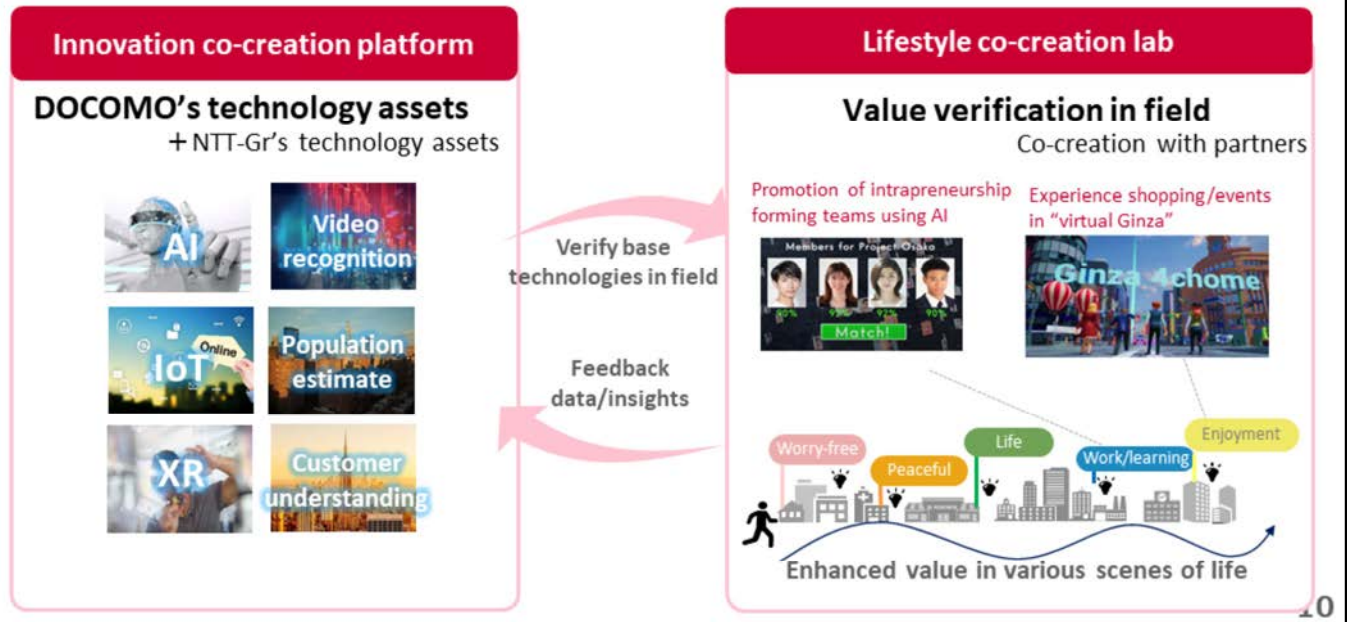 Innovation co-creation platform
DOCOMO's technology assets
+NTT-Gr's technology assets
AI
Video
recognition
IoT
Online
Population
estimate
XR
Customer
understanding
Verify base
technologies in field
Feedback
data/insights
Lifestyle co-creation lab
Value verification in field
Co-creation with partners
Promotion of intrapreneurship
forming teams using AI
Members for Project Osaka
90% 92% 90%
Match!
Experience shopping/events
in "virtual Ginza"
Ginza 4chome
Worry-free
Peaceful
Life
Work/learning
Enjoyment
Enhanced value in various scenes of life
10